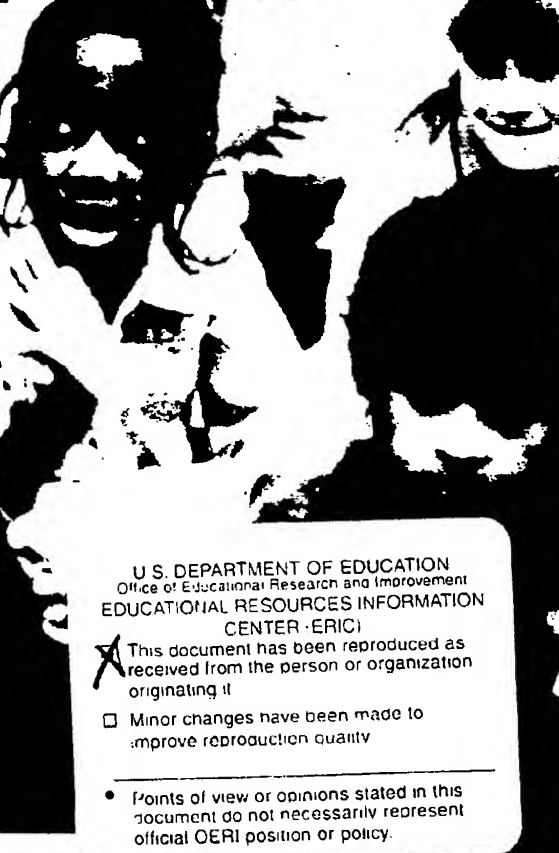 U S. DEPARTMENT OF EDUCATION
Office of Educational Research and Improvement
EDUCATIONAL RESOURCES INFORMATION
CENTER (ERIC)
This document has been reproduced as
received from the person or organization
originating it
☐ Minor changes have been made to
improve reproduction quality
• Points of view or opinions stated in this
document do not necessarily represent
official OERI position or policy.